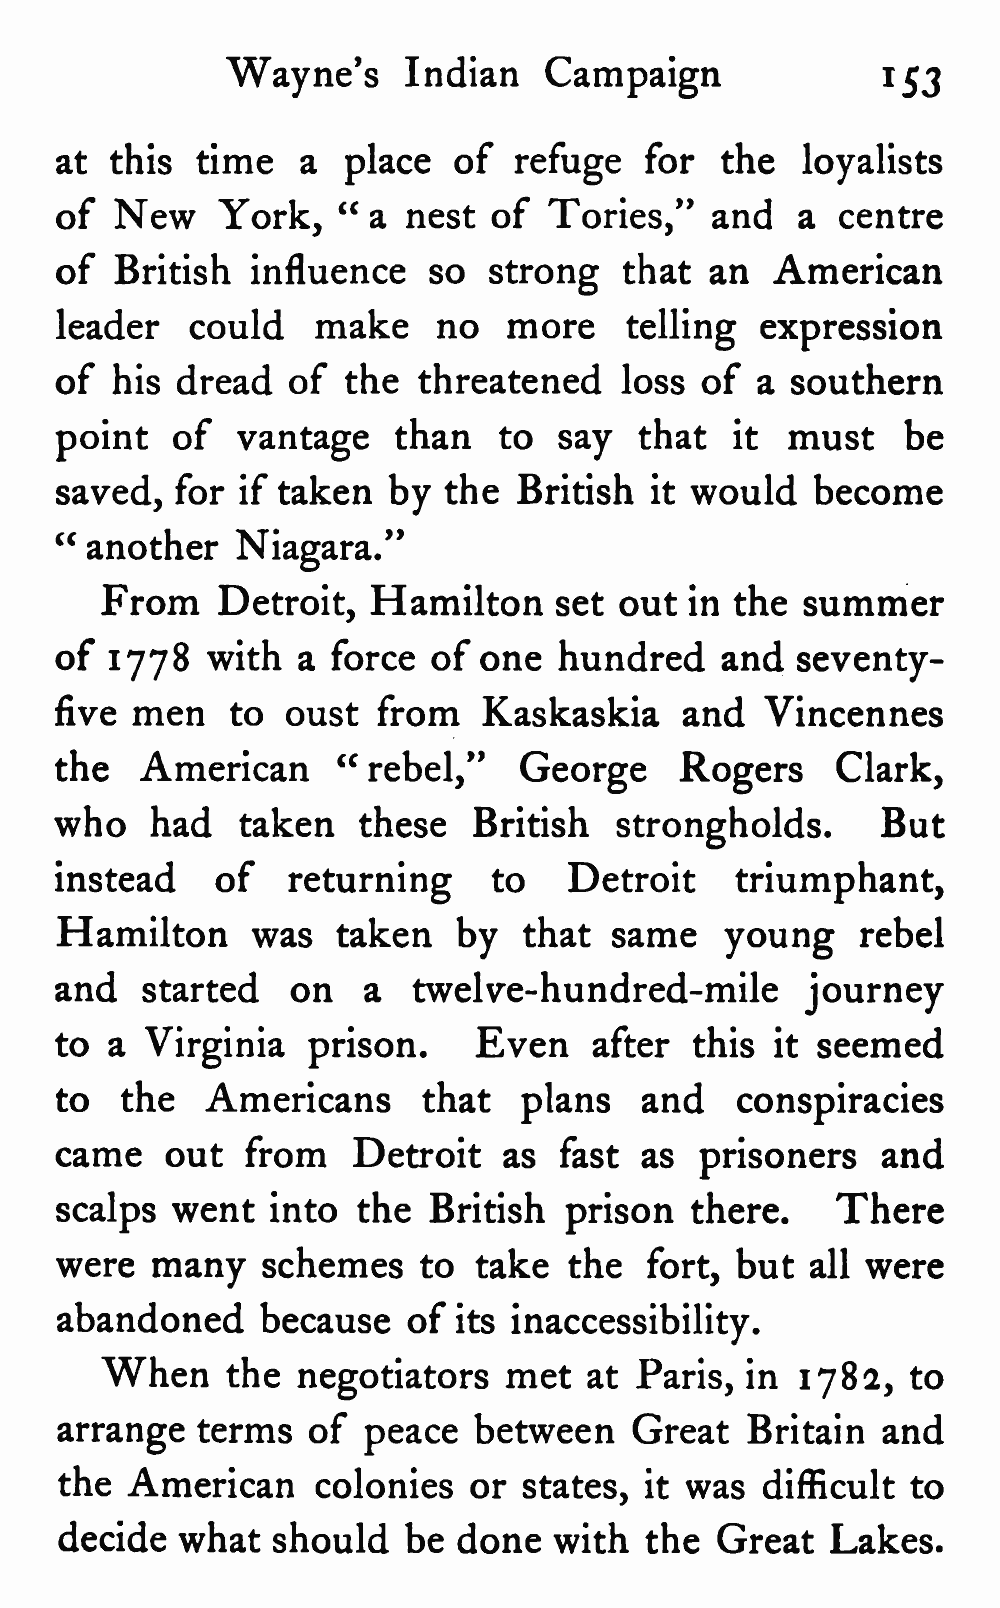 Wayne's Indian Campaign 153
at this time a place of refuge for the loyalists
of New York, “ a nest of Tories,” and a centre
of British influence so strong that an American
leader could make no more telling expression
of his dread of the threatened loss of a southern
point of vantage than to say that it must be
saved, for if taken by the British it would become
“ another Niagara.”
From Detroit, Hamilton set out in the summer
of 1778 with a force of one hundred and seventy-
five men to oust from Kaskaskia and Vincennes
the American “ rebel,” George Rogers Clark,
who had taken these British strongholds. But
instead of returning to Detroit triumphant,
Hamilton was taken by that same young rebel
and started on a twelve-hundred-mile journey
to a Virginia prison. Even after this it seemed
to the Americans that plans and conspiracies
came out from Detroit as fast as prisoners and
scalps went into the British prison there. There
were many schemes to take the fort, but all were
abandoned because of its inaccessibility.
When the negotiators met at Paris, in 1782, to
arrange terms of peace between Great Britain and
the American colonies or states, it was difficult to
decide what should be done with the Great Lakes.